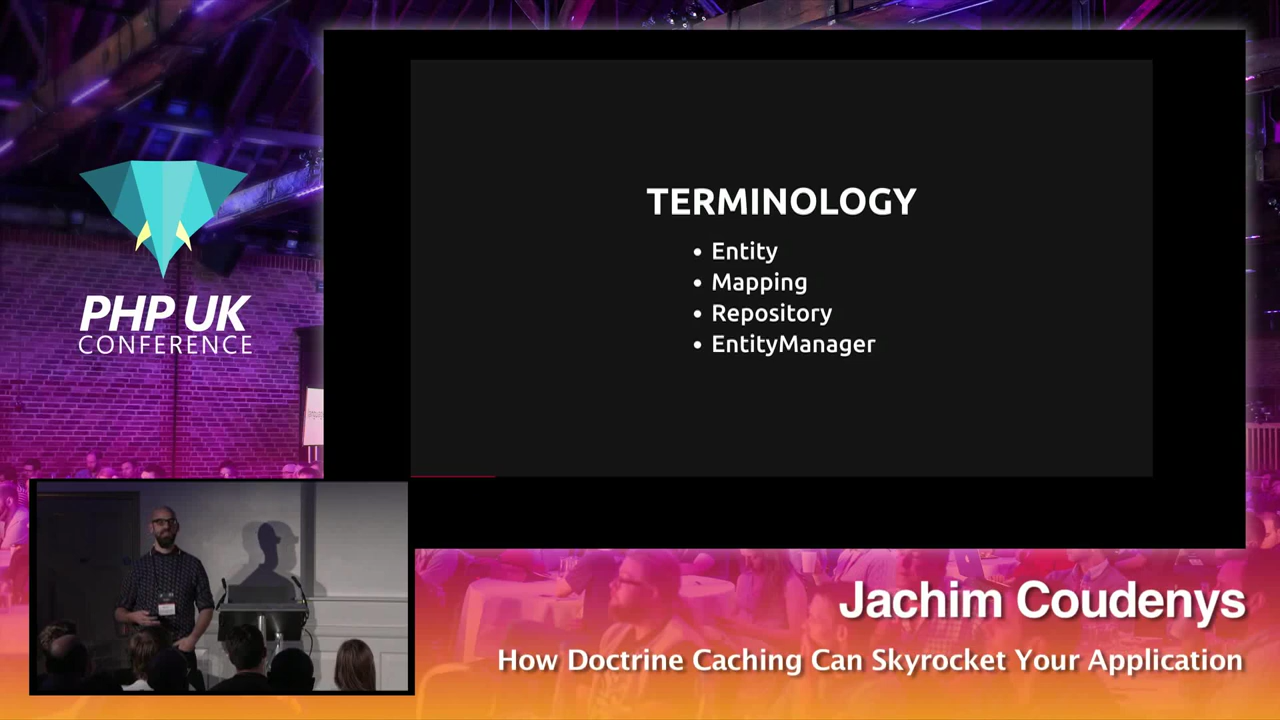 TERMINOLOGY
• Entity
• Mapping
• Repository
• EntityManager
PHP UK
CONFERENCE
Jachim Coudenys
How Doctrine Caching Can Skyrocket Your Application